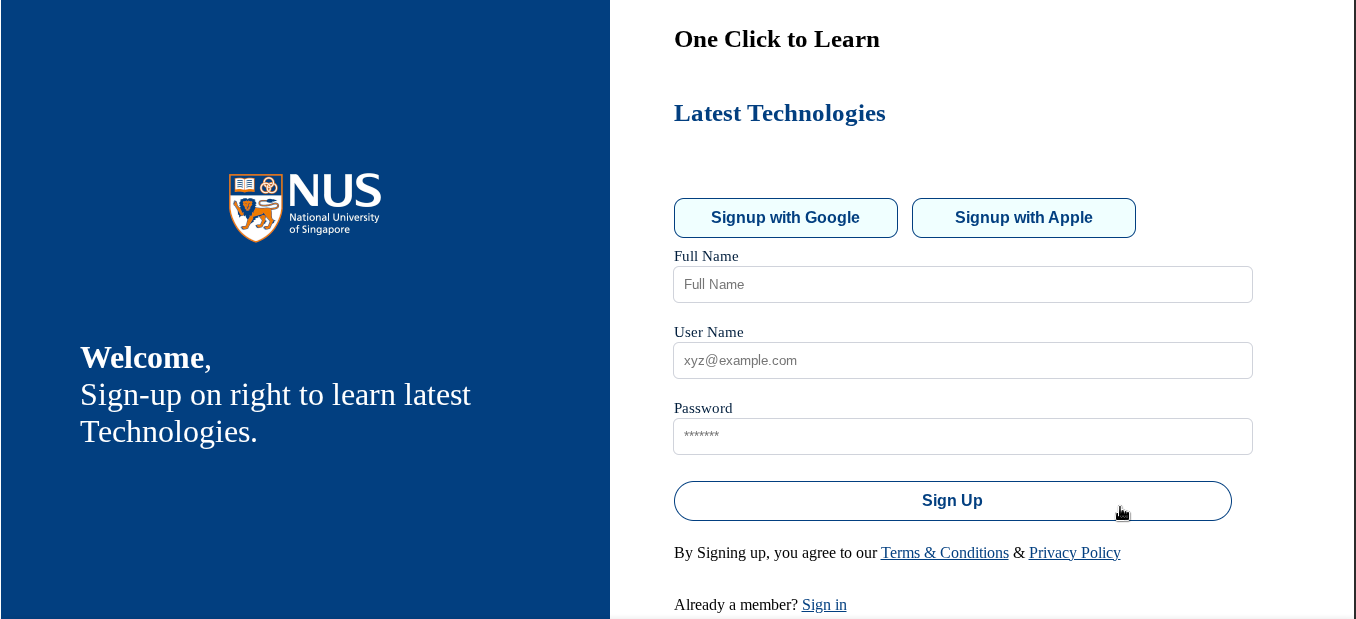 NUS
National University
of Singapore
Welcome,
Sign-up on right to learn latest
Technologies.
One Click to Learn
Latest Technologies
Signup with Google
Signup with Apple
Full Name
Full Name
User Name
xyz@example.com
Password
*******
Sign Up
By Signing up, you agree to our Terms & Conditions & Privacy Policy
Already a member? Sign in